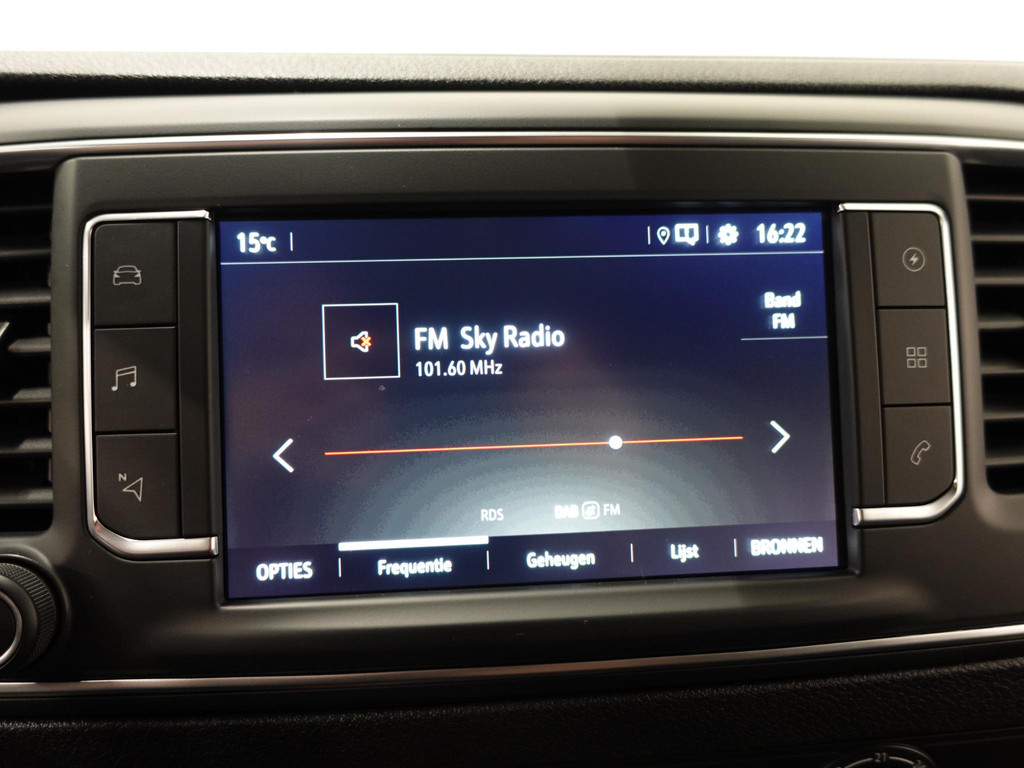 15°C
16:22
Band
FM
FM Sky Radio
101.60 MHz
N
RDS
DAB FM
OPTIES
Frequentie
Geheugen
Lijst
BRONNEN
21